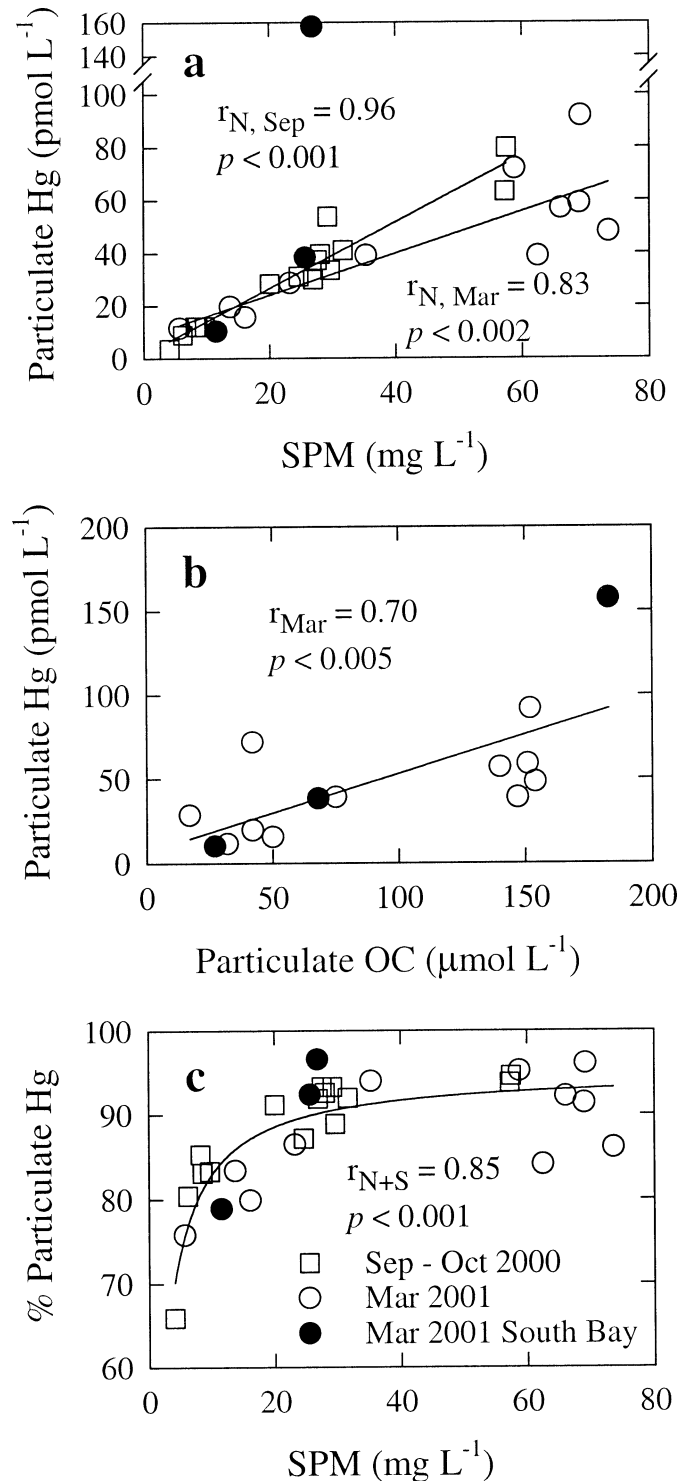 a
Particulate Hg (pmol L⁻¹)
160
140
100
80
60
40
20
0
r_N, Sep = 0.96
p < 0.001
r_N, Mar = 0.83
p < 0.002
0 20 40 60 80
SPM (mg L⁻¹)
b
Particulate Hg (pmol L⁻¹)
200
150
100
50
0
r_Mar = 0.70
p < 0.005
0 50 100 150 200
Particulate OC (μmol L⁻¹)
c
% Particulate Hg
100
90
80
70
60
r_N+S = 0.85
p < 0.001
Sep - Oct 2000
Mar 2001
Mar 2001 South Bay
0 20 40 60 80
SPM (mg L⁻¹)